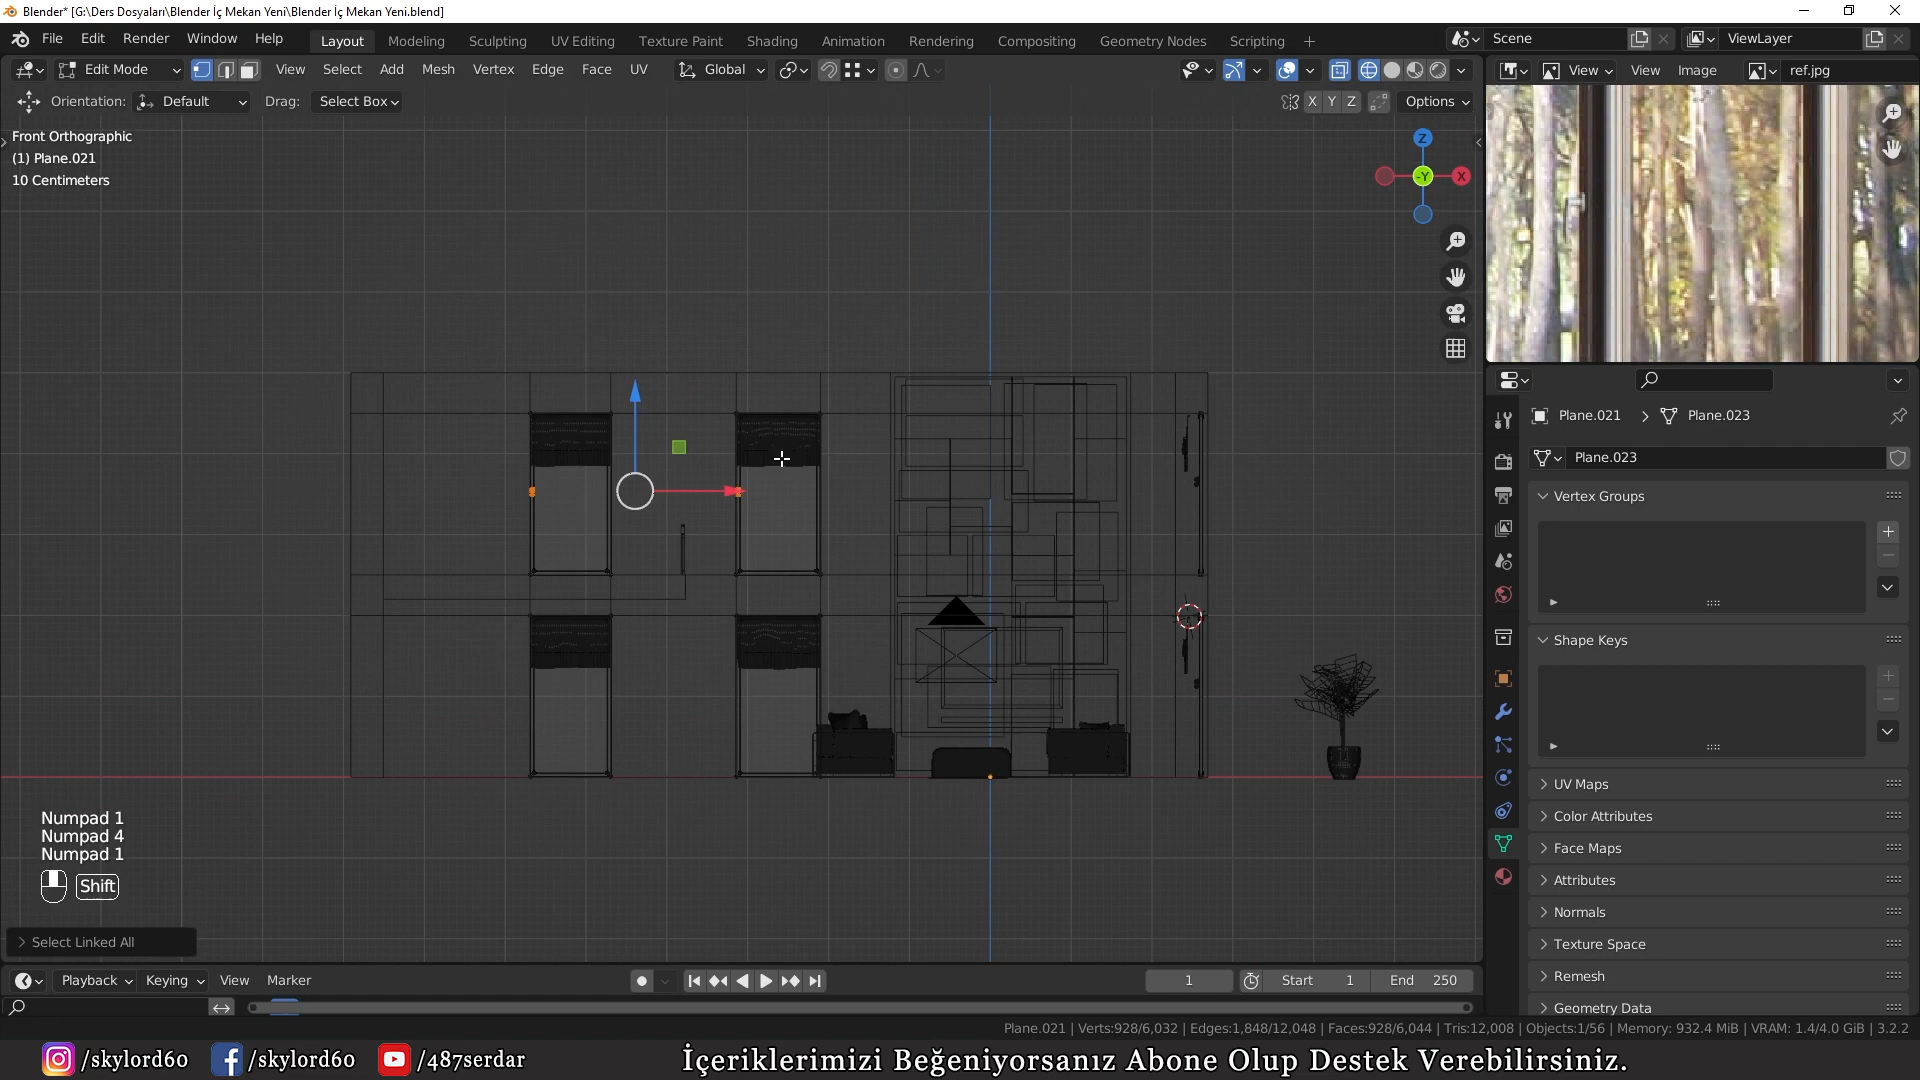 Blender* [G:\Ders Dosyaları\Blender İç Mekan Yeni\Blender İç Mekan Yeni.blend]
File Edit Render Window Help
Layout Modeling Sculpting UV Editing Texture Paint Shading Animation Rendering Compositing Geometry Nodes Scripting +
Scene ViewLayer
Edit Mode View Select Add Mesh Vertex Edge Face UV Global
View View Image ref.jpg
Orientation: Default Drag: Select Box X Y Z Options
Front Orthographic
(1) Plane.021
10 Centimeters
Z
-Y X
Plane.021 Plane.023
Plane.023
Vertex Groups
Shape Keys
UV Maps
Color Attributes
Face Maps
Attributes
Normals
Texture Space
Remesh
Geometry Data
Numpad 1
Numpad 4
Numpad 1
Shift
Select Linked All
Playback Keying View Marker 1 Start 1 End 250
Plane.021 | Verts:928/6,032 | Edges:1,848/12,048 | Faces:928/6,044 | Tris:12,008 | Objects:1/56 | Memory: 932.4 MiB | VRAM: 1.4/4.0 GiB | 3.2.2
/skylord60 /skylord60 /487serdar İçeriklerimizi Beğeniyorsanız Abone Olup Destek Verebilirsiniz.